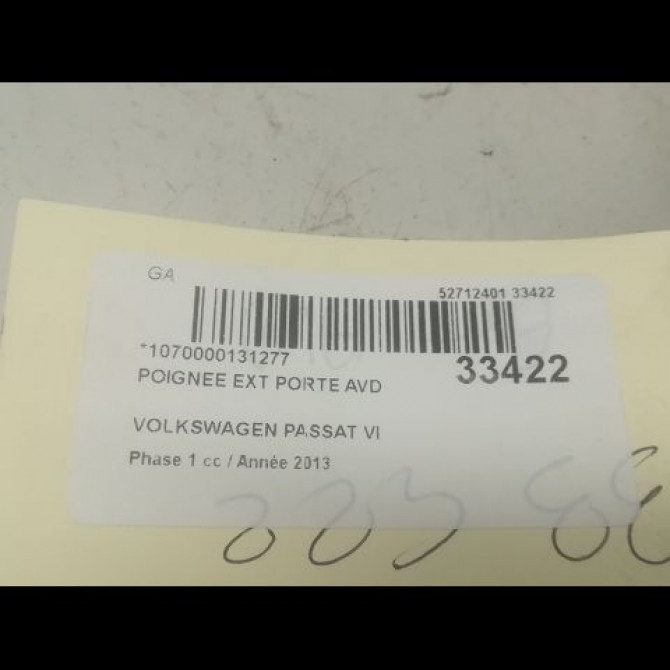 GA
52712401 33422
*1070000131277
33422
POIGNEE EXT PORTE AVD
VOLKSWAGEN PASSAT VI
Phase 1 cc / Année 2013